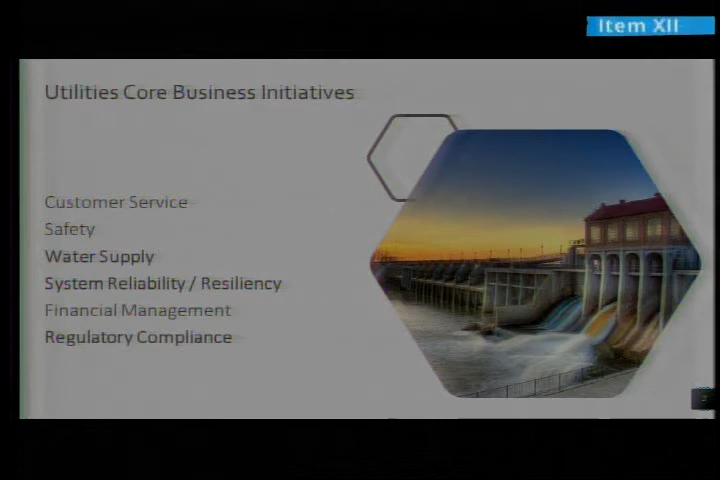 Item XII
Utilities Core Business Initiatives
Customer Service
Safety
Water Supply
System Reliability / Resiliency
Financial Management
Regulatory Compliance